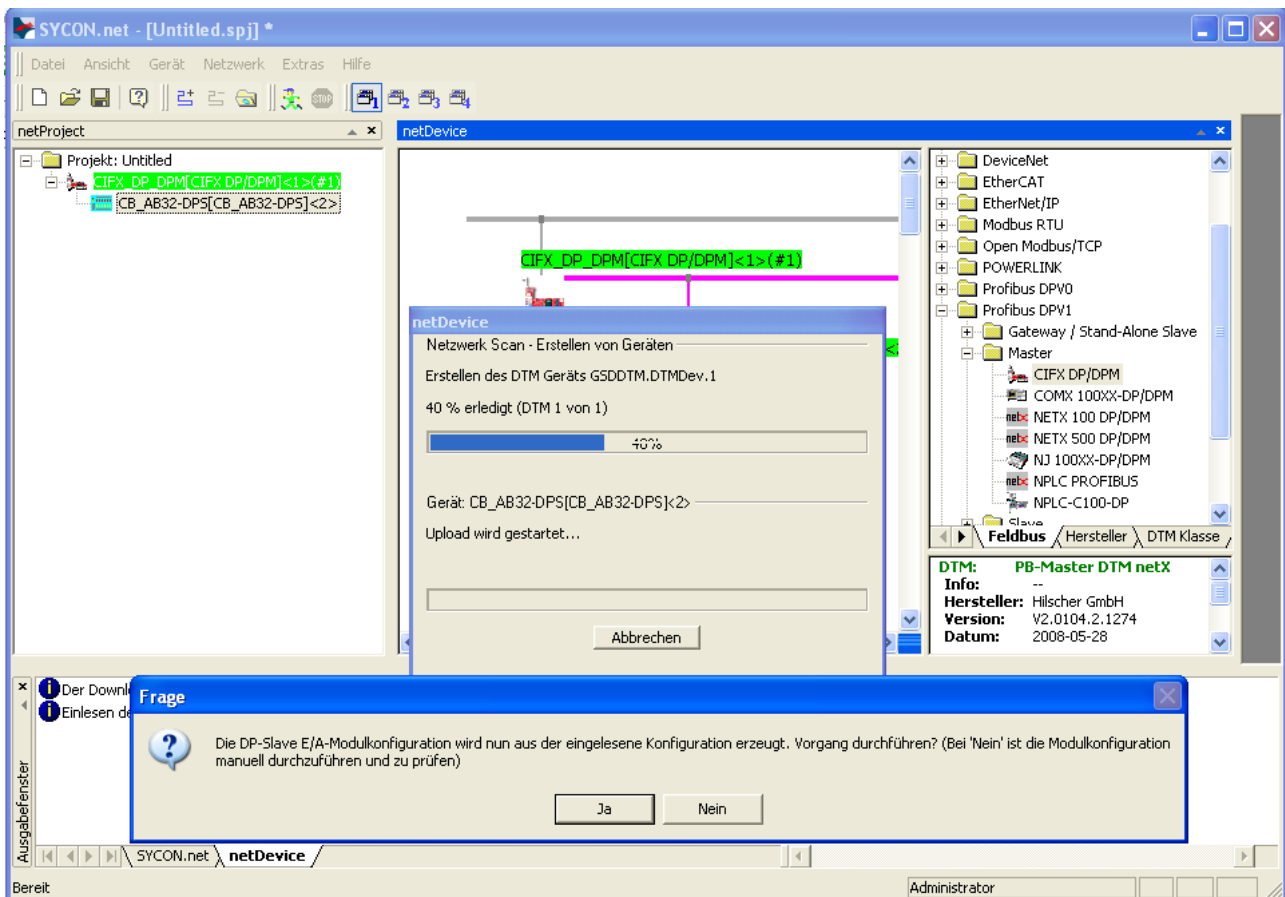 SYCON.net - [Untitled.spj] *
Datei Ansicht Gerät Netzwerk Extras Hilfe
STOP 1 2 3 4
netProject
netDevice
Projekt: Untitled
CIFX_DP_DPM[CIFX DP/DPM]<1>(#1)
CB_AB32-DPS[CB_AB32-DPS]<2>
CIFX_DP_DPM[CIFX DP/DPM]<1>(#1)
DeviceNet
EtherCAT
EtherNet/IP
Modbus RTU
Open Modbus/TCP
POWERLINK
Profibus DPV0
Profibus DPV1
Gateway / Stand-Alone Slave
Master
CIFX DP/DPM
COMX 100XX-DP/DPM
netX NETX 100 DP/DPM
netX NETX 500 DP/DPM
NJ 100XX-DP/DPM
netX NPLC PROFIBUS
NPLC-C100-DP
Slave
Feldbus Hersteller DTM Klasse
DTM: PB-Master DTM netX
Info: --
Hersteller: Hilscher GmbH
Version: V2.0104.2.1274
Datum: 2008-05-28
netDevice
Netzwerk Scan - Erstellen von Geräten
Erstellen des DTM Geräts GSDDTM.DTMDev.1
40 % erledigt (DTM 1 von 1)
40%
Gerät: CB_AB32-DPS[CB_AB32-DPS]<2>
Upload wird gestartet...
Abbrechen
Der Downl
Einlesen de
Frage
Die DP-Slave E/A-Modulkonfiguration wird nun aus der eingelesene Konfiguration erzeugt. Vorgang durchführen? (Bei 'Nein' ist die Modulkonfiguration
manuell durchzuführen und zu prüfen)
Ja Nein
Ausgabefenster
SYCON.net netDevice
Bereit
Administrator